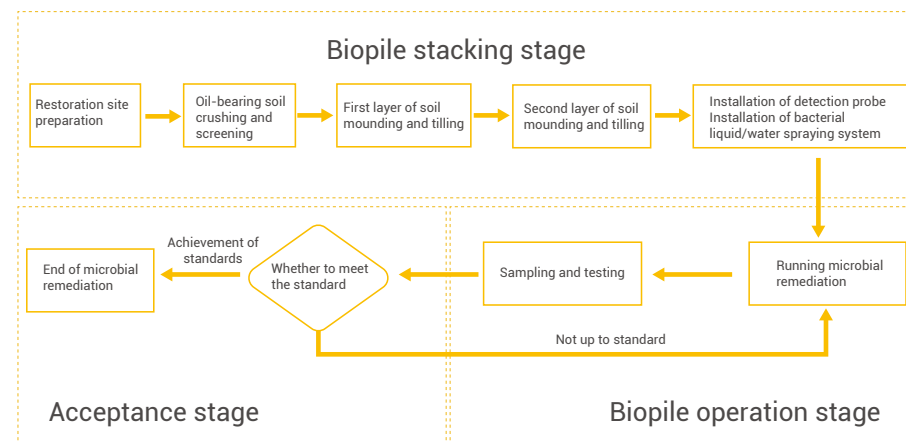 Biopile stacking stage
Restoration site
preparation
Oil-bearing soil
crushing and
screening
First layer of soil
mounding and tilling
Second layer of soil
mounding and tilling
Installation of detection probe
Installation of bacterial
liquid/water spraying system
End of microbial
remediation
Achievement of
standards
Whether to meet
the standard
Sampling and testing
Running microbial
remediation
Not up to standard
Acceptance stage
Biopile operation stage